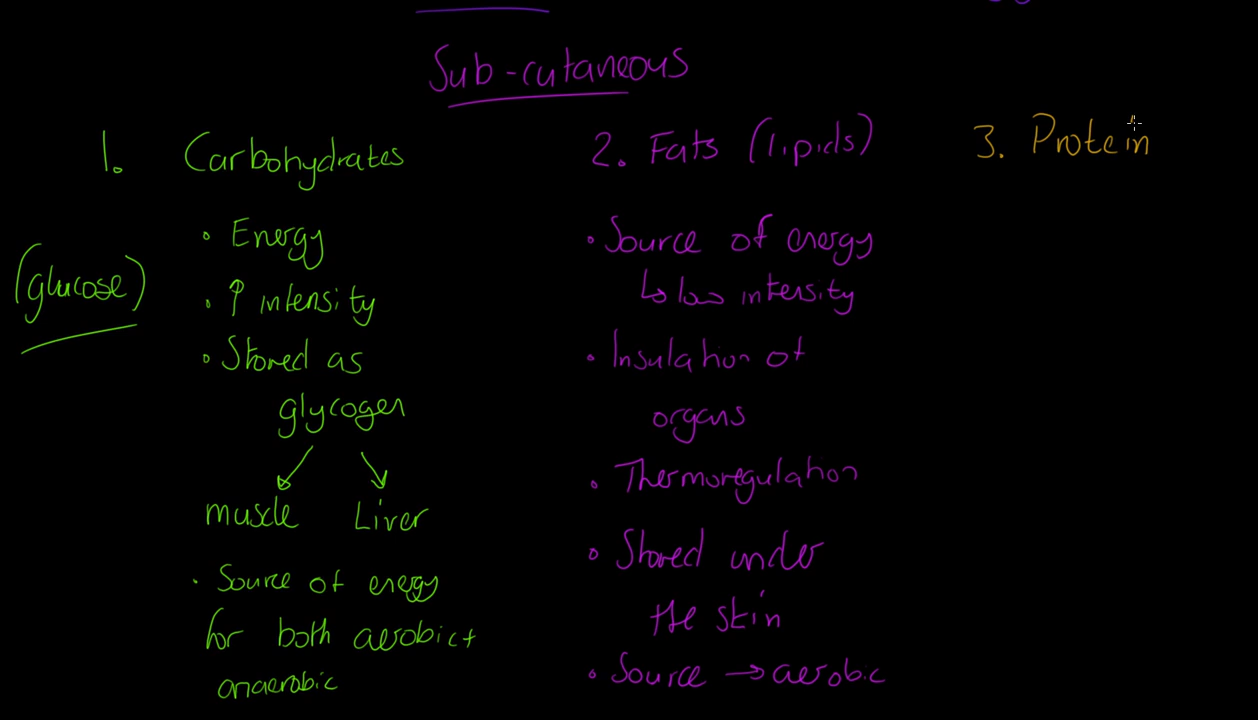 Sub-cutaneous
1. Carbohydrates
(glucose)
• Energy
• ↑ intensity
• Stored as
glycogen
muscle Liver
• Source of energy
for both aerobic +
anaerobic
2. Fats (lipids)
• Source of energy
↳ low intensity
• Insulation of
organs
• Thermoregulation
• Stored under
the skin
• Source → aerobic
3. Protein